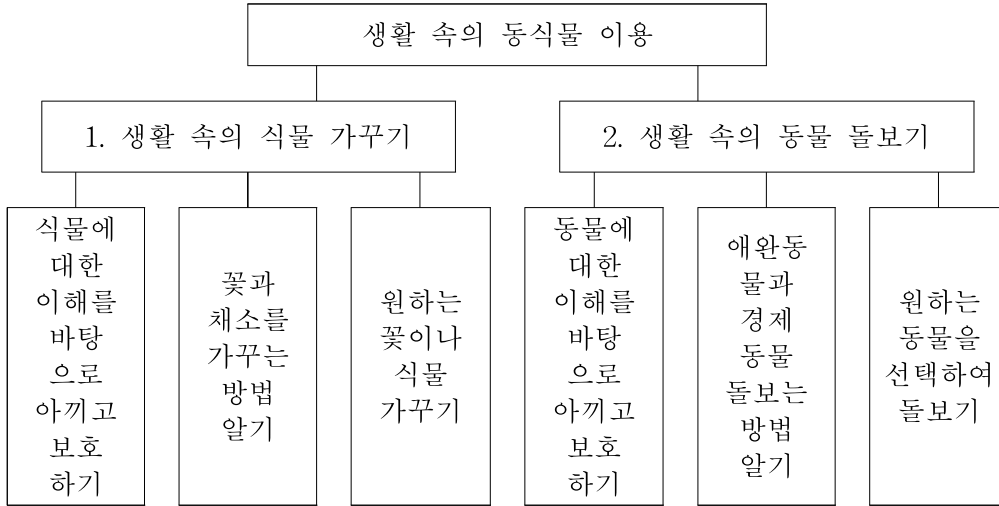 생활 속의 동식물 이용
1. 생활 속의 식물 가꾸기
2. 생활 속의 동물 돌보기
식물에
대한
이해를
바탕
으로
아끼고
보호
하기
꽃과
채소를
가꾸는
방법
알기
원하는
꽃이나
식물
가꾸기
동물에
대한
이해를
바탕
으로
아끼고
보호
하기
애완동
물과
경제
동물
돌보는
방법
알기
원하는
동물을
선택하여
돌보기